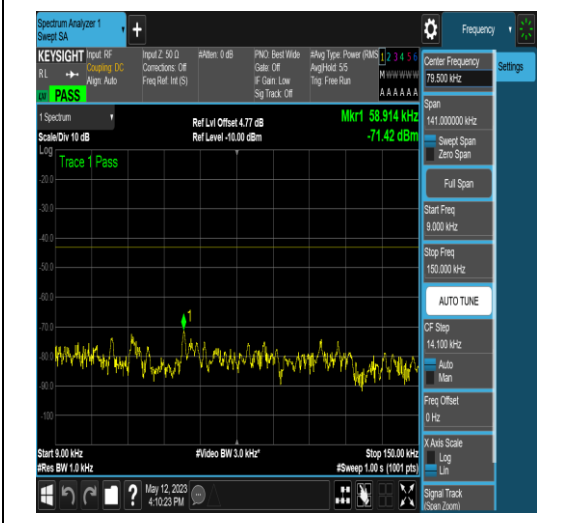 Spectrum Analyzer 1
Swept SA
Frequency
KEYSIGHT
RL
PASS
Input: RF
Coupling: DC
Align: Auto
Input Z: 50 Ω
Corrections: Off
Freq Ref: Int (S)
#Atten: 0 dB
PNO: Best Wide
Gate: Off
IF Gain: Low
Sig Track: Off
#Avg Type: Power (RMS
Avg|Hold: 5/5
Trig: Free Run
1 2 3 4 5 6
M W W W W W
A A A A A A
1 Spectrum
Scale/Div 10 dB
Ref Lvl Offset 4.77 dB
Ref Level -10.00 dBm
Mkr1 58.914 kHz
-71.42 dBm
Log
Trace 1 Pass
-20.0
-30.0
-40.0
-50.0
-60.0
-70.0
-80.0
-90.0
-100
1
Start 9.00 kHz
#Res BW 1.0 kHz
#Video BW 3.0 kHz*
Stop 150.00 kHz
#Sweep 1.00 s (1001 pts)
May 12, 2023
4:10:23 PM
Center Frequency
79.500 kHz
Settings
Span
141.000000 kHz
Swept Span
Zero Span
Full Span
Start Freq
9.000 kHz
Stop Freq
150.000 kHz
AUTO TUNE
CF Step
14.100 kHz
Auto
Man
Freq Offset
0 Hz
X Axis Scale
Log
Lin
Signal Track
(Span Zoom)